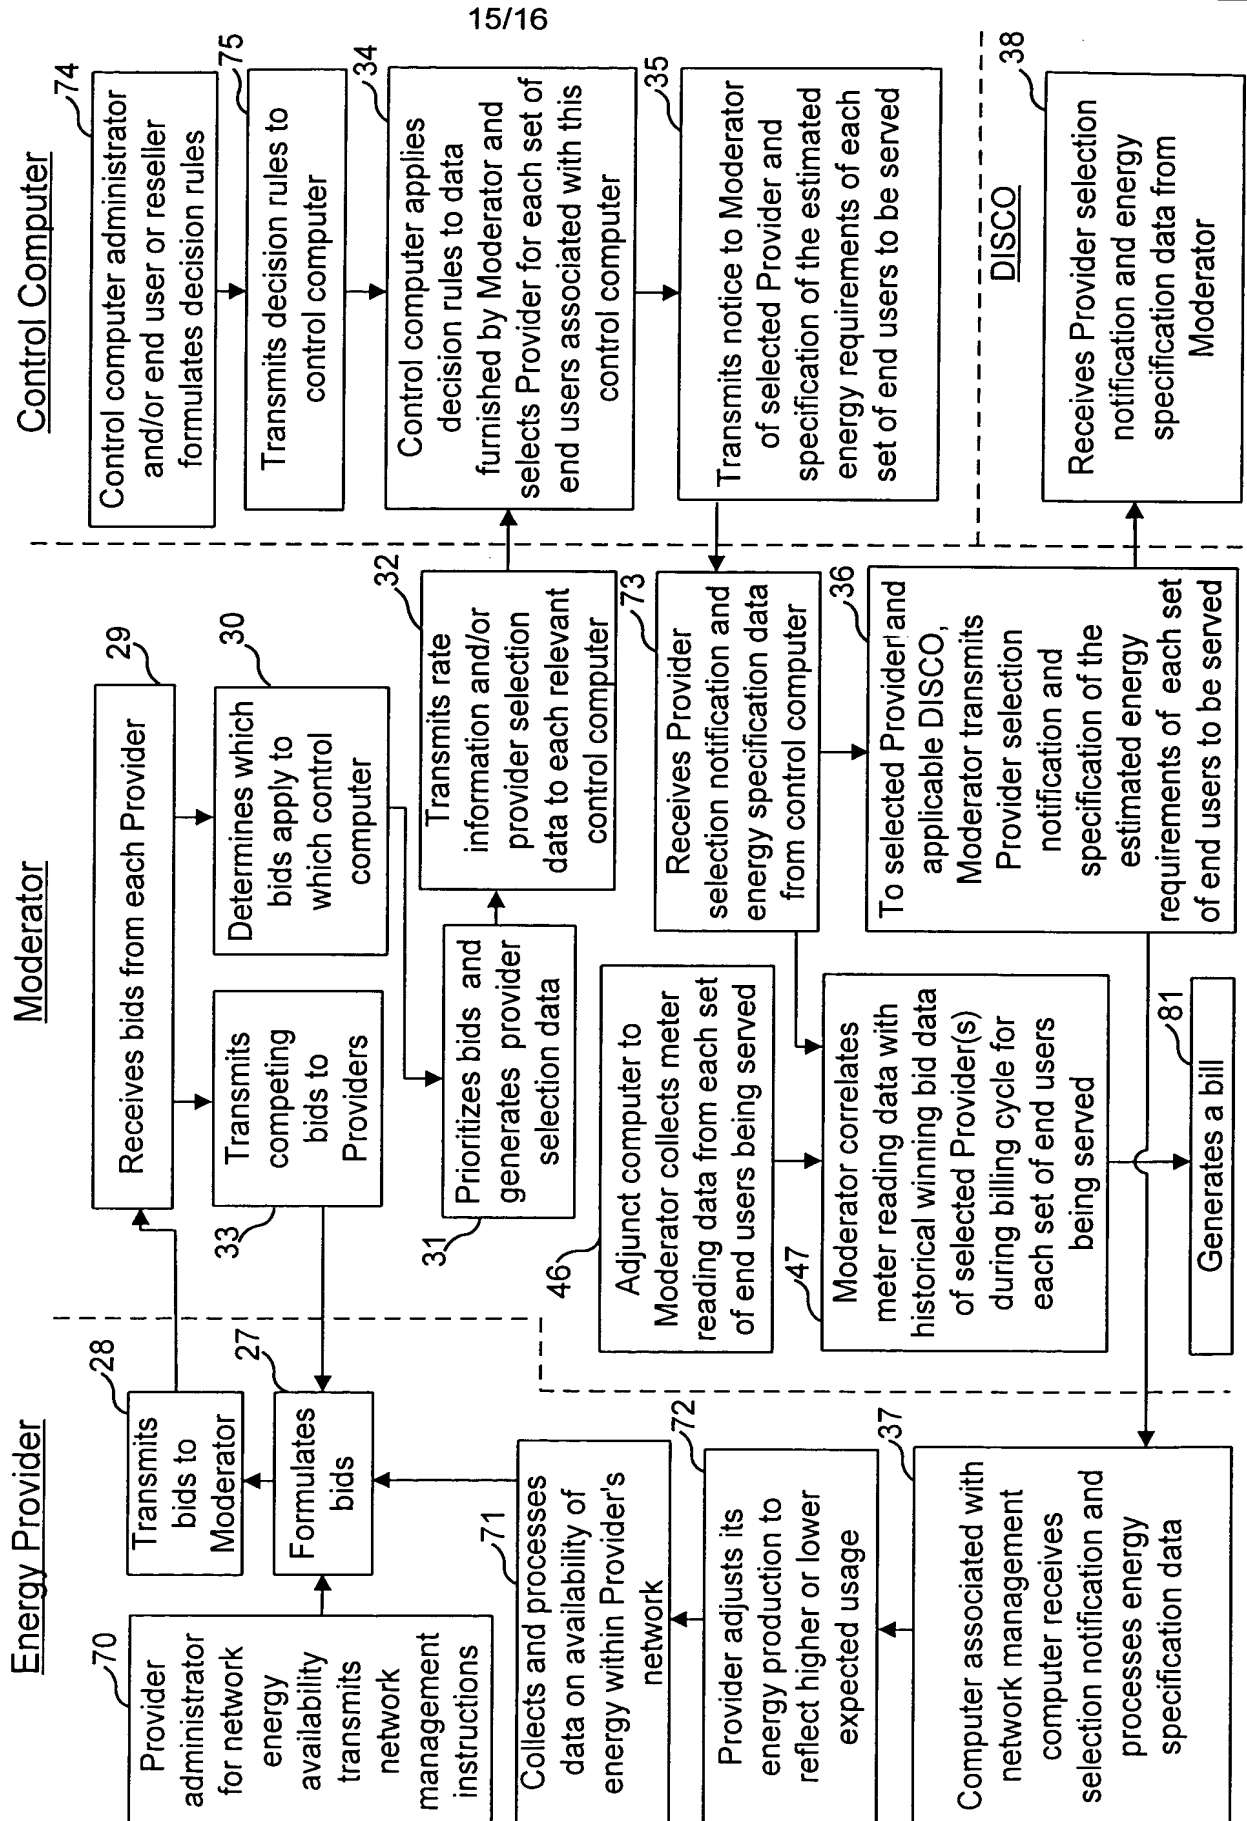 15/16
Energy Provider
70
Provider
administrator
for network
energy
availability
transmits
network
management
instructions
28
Transmits
bids to
Moderator
27
Formulates
bids
71
Collects and processes
data on availability of
energy within Provider's
network
72
Provider adjusts its
energy production to
reflect higher or lower
expected usage
37
Computer associated with
network management
computer receives
selection notification and
processes energy
specification data
Moderator
29
Receives bids from each Provider
33
Transmits
competing
bids to
Providers
30
Determines which
bids apply to
which control
computer
31
Prioritizes bids and
generates provider
selection data
32
Transmits rate
information and/or
provider selection
data to each relevant
control computer
46
Adjunct computer to
Moderator collects meter
reading data from each set
of end users being served
73
Receives Provider
selection notification and
energy specification data
from control computer
47
Moderator correlates
meter reading data with
historical winning bid data
of selected Provider(s)
during billing cycle for
each set of end users
being served
36
To selected Provider and
applicable DISCO,
Moderator transmits
Provider selection
notification and
specification of the
estimated energy
requirements of each set
of end users to be served
81
Generates a bill
Control Computer
74
Control computer administrator
and/or end user or reseller
formulates decision rules
75
Transmits decision rules to
control computer
34
Control computer applies
decision rules to data
furnished by Moderator and
selects Provider for each set of
end users associated with this
control computer
35
Transmits notice to Moderator
of selected Provider and
specification of the estimated
energy requirements of each
set of end users to be served
DISCO
38
Receives Provider selection
notification and energy
specification data from
Moderator